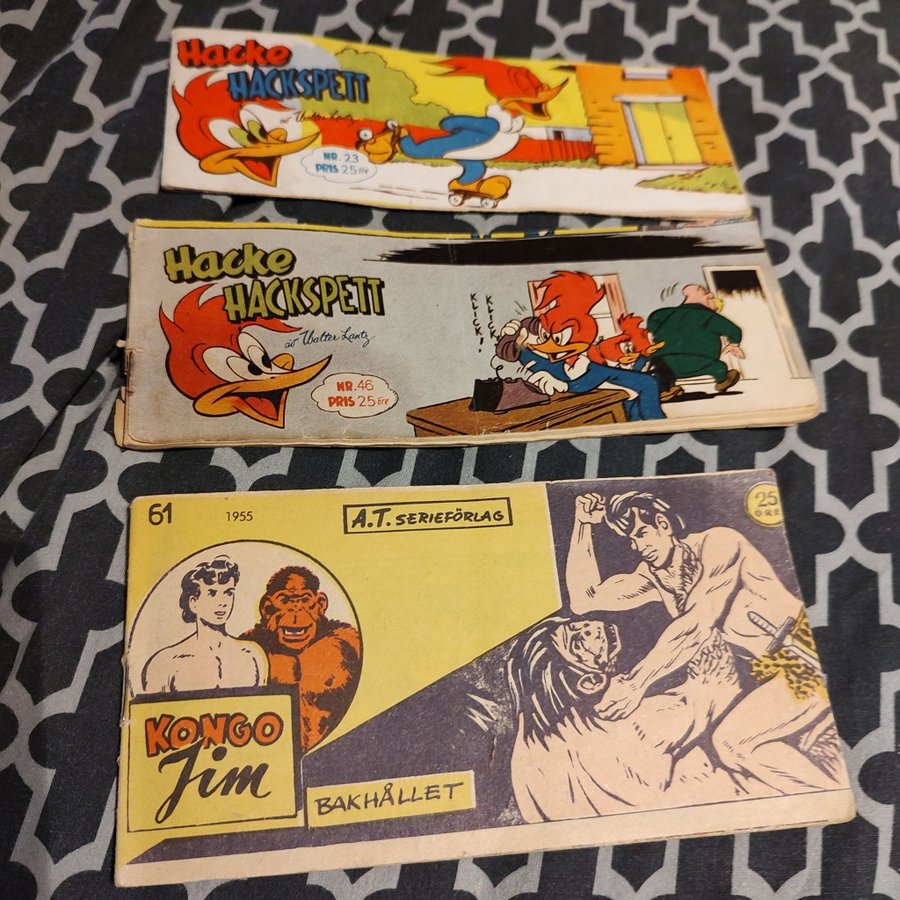 Hacke
HACKSPETT
av Walter Lantz
NR. 23
PRIS 25 öre
Hacke
HACKSPETT
av Walter Lantz
NR. 46
PRIS 25 öre
KLICK!
KLICK
61
1955
A.T. SERIEFÖRLAG
25
ÖRE
KONGO
Jim
BAKHÅLLET